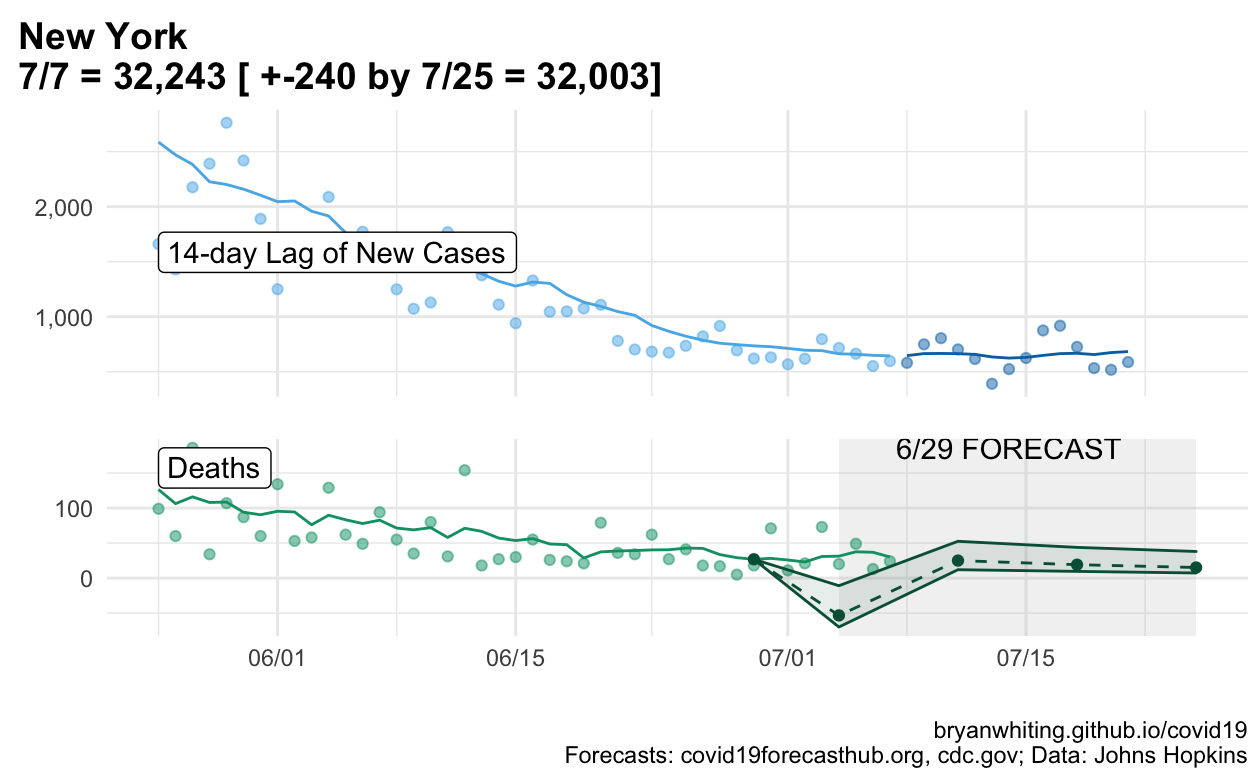 New York
7/7 = 32,243 [ +-240 by 7/25 = 32,003]
2,000
14-day Lag of New Cases
1,000
6/29 FORECAST
Deaths
100
0
06/01 06/15 07/01 07/15
bryanwhiting.github.io/covid19
Forecasts: covid19forecasthub.org, cdc.gov; Data: Johns Hopkins